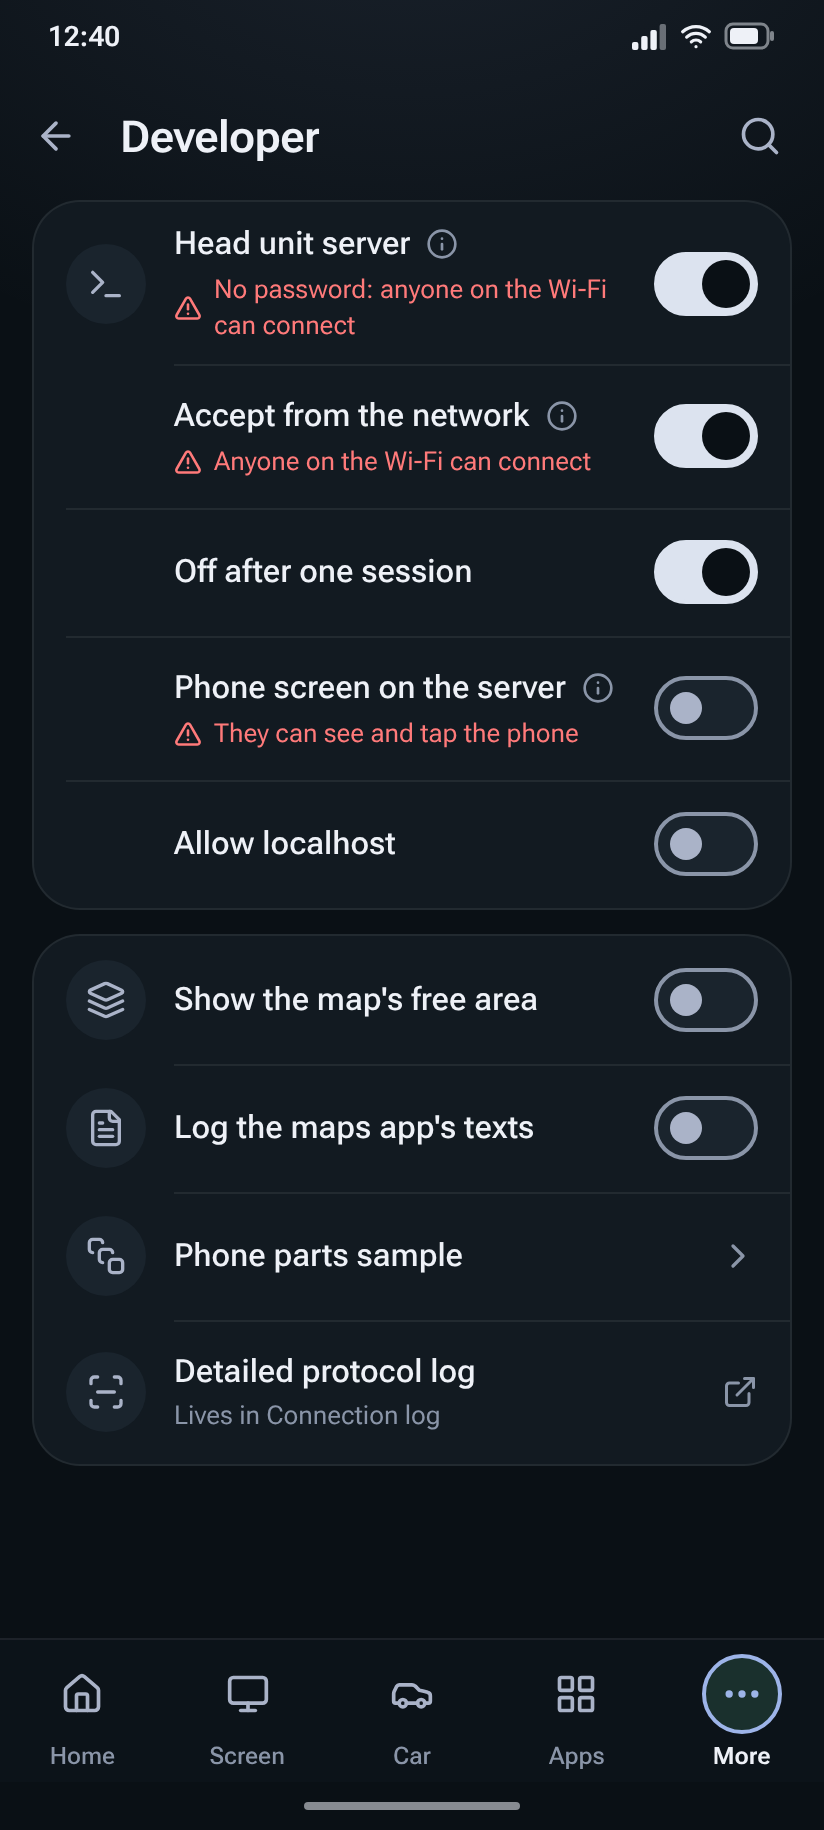 12:40
Developer
Head unit server
No password: anyone on the Wi-Fi
can connect
Accept from the network
Anyone on the Wi-Fi can connect
Off after one session
Phone screen on the server
They can see and tap the phone
Allow localhost
Show the map's free area
Log the maps app's texts
Phone parts sample
Detailed protocol log
Lives in Connection log
Home
Screen
Car
Apps
More